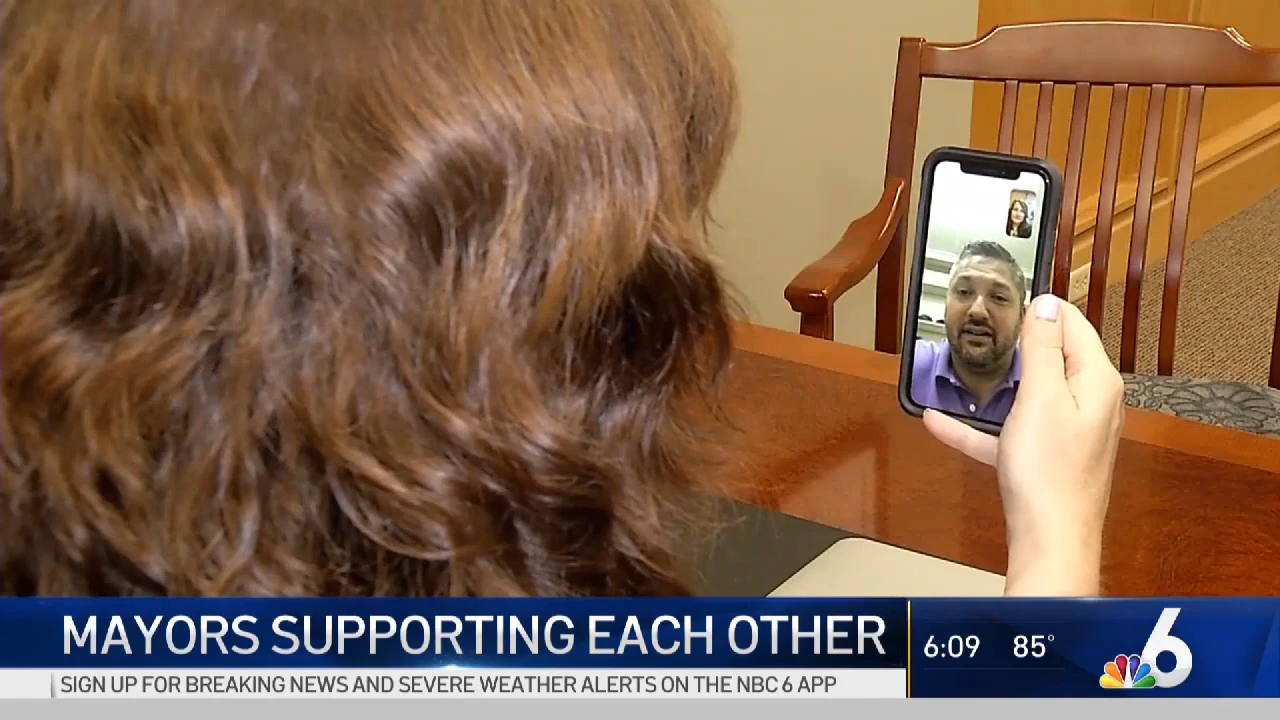 MAYORS SUPPORTING EACH OTHER
6:09 85°
6
SIGN UP FOR BREAKING NEWS AND SEVERE WEATHER ALERTS ON THE NBC 6 APP